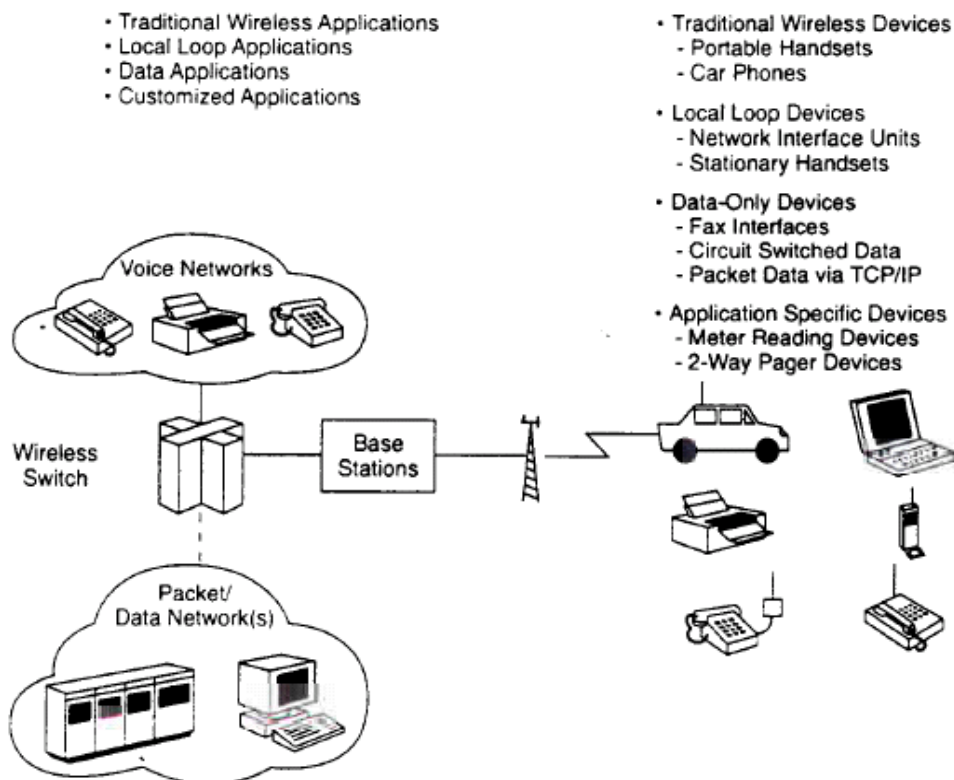 • Traditional Wireless Applications
• Local Loop Applications
• Data Applications
• Customized Applications
• Traditional Wireless Devices
- Portable Handsets
- Car Phones
• Local Loop Devices
- Network Interface Units
- Stationary Handsets
• Data-Only Devices
- Fax Interfaces
- Circuit Switched Data
- Packet Data via TCP/IP
• Application Specific Devices
- Meter Reading Devices
- 2-Way Pager Devices
Voice Networks
Wireless
Switch
Base
Stations
Packet/
Data Network(s)